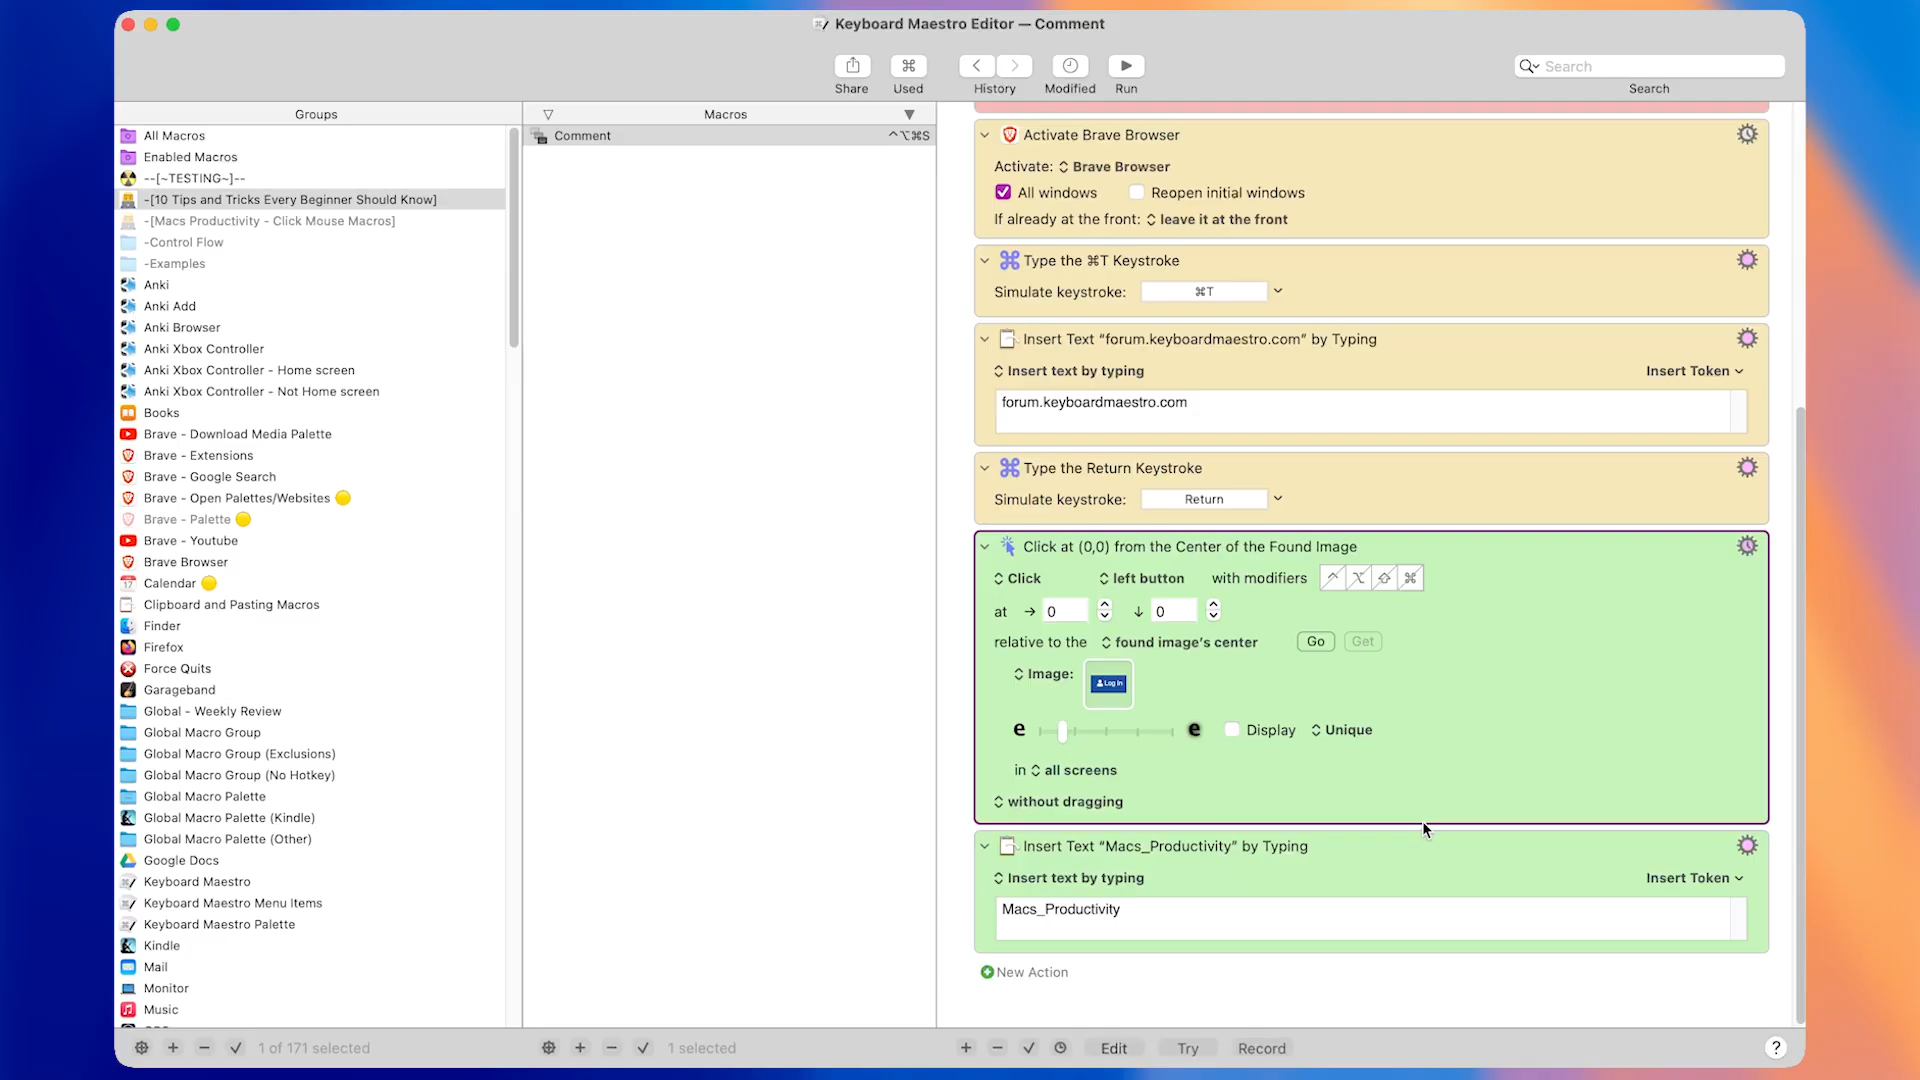 Keyboard Maestro Editor — Comment
Share
Used
History
Modified
Run
Search
Search
Groups
All Macros
Enabled Macros
--[~TESTING~]--
-[10 Tips and Tricks Every Beginner Should Know]
-[Macs Productivity - Click Mouse Macros]
-Control Flow
-Examples
Anki
Anki Add
Anki Browser
Anki Xbox Controller
Anki Xbox Controller - Home screen
Anki Xbox Controller - Not Home screen
Books
Brave - Download Media Palette
Brave - Extensions
Brave - Google Search
Brave - Open Palettes/Websites
Brave - Palette
Brave - Youtube
Brave Browser
Calendar
Clipboard and Pasting Macros
Finder
Firefox
Force Quits
Garageband
Global - Weekly Review
Global Macro Group
Global Macro Group (Exclusions)
Global Macro Group (No Hotkey)
Global Macro Palette
Global Macro Palette (Kindle)
Global Macro Palette (Other)
Google Docs
Keyboard Maestro
Keyboard Maestro Menu Items
Keyboard Maestro Palette
Kindle
Mail
Monitor
Music
1 of 171 selected
Macros
Comment ^⌥⌘S
1 selected
Activate Brave Browser
Activate: Brave Browser
All windows Reopen initial windows
If already at the front: leave it at the front
Type the ⌘T Keystroke
Simulate keystroke: ⌘T
Insert Text “forum.keyboardmaestro.com” by Typing
Insert text by typing Insert Token
forum.keyboardmaestro.com
Type the Return Keystroke
Simulate keystroke: Return
Click at (0,0) from the Center of the Found Image
Click left button with modifiers ^ ⌥ ⇧ ⌘
at → 0 ↓ 0
relative to the found image’s center Go Get
Image: Log In
e e Display Unique
in all screens
without dragging
Insert Text “Macs_Productivity” by Typing
Insert text by typing Insert Token
Macs_Productivity
New Action
Edit Try Record ?